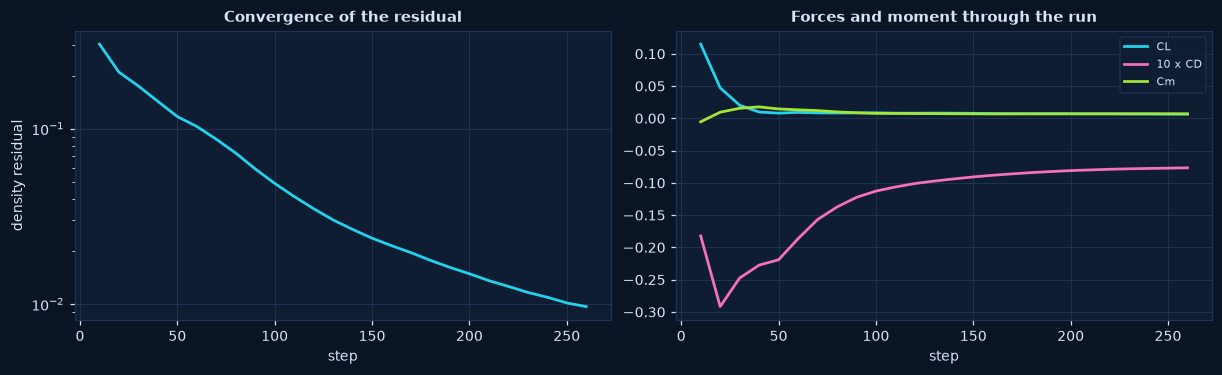 Convergence of the residual
density residual
10⁻¹
10⁻²
0 50 100 150 200 250
step
Forces and moment through the run
CL
10 x CD
Cm
0.10
0.05
0.00
−0.05
−0.10
−0.15
−0.20
−0.25
−0.30
0 50 100 150 200 250
step